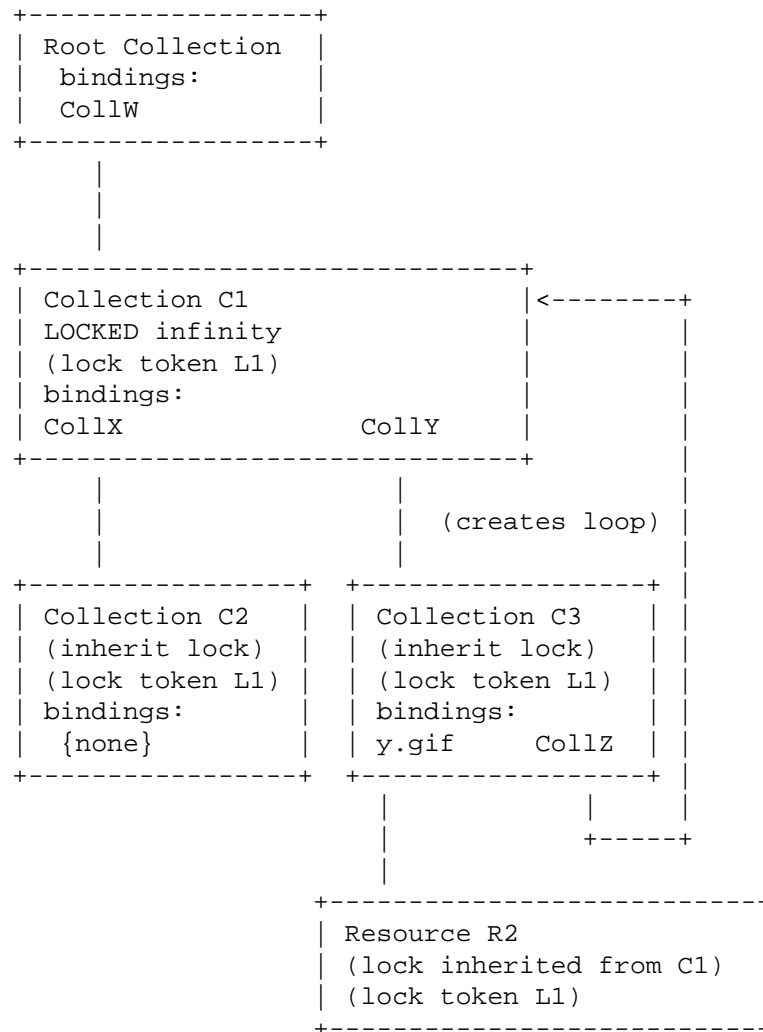 Root Collection
bindings:
CollW
Collection C1
LOCKED infinity
(lock token L1)
bindings:
CollX CollY
(creates loop)
Collection C2
(inherit lock)
(lock token L1)
bindings:
{none}
Collection C3
(inherit lock)
(lock token L1)
bindings:
y.gif CollZ
Resource R2
(lock inherited from C1)
(lock token L1)